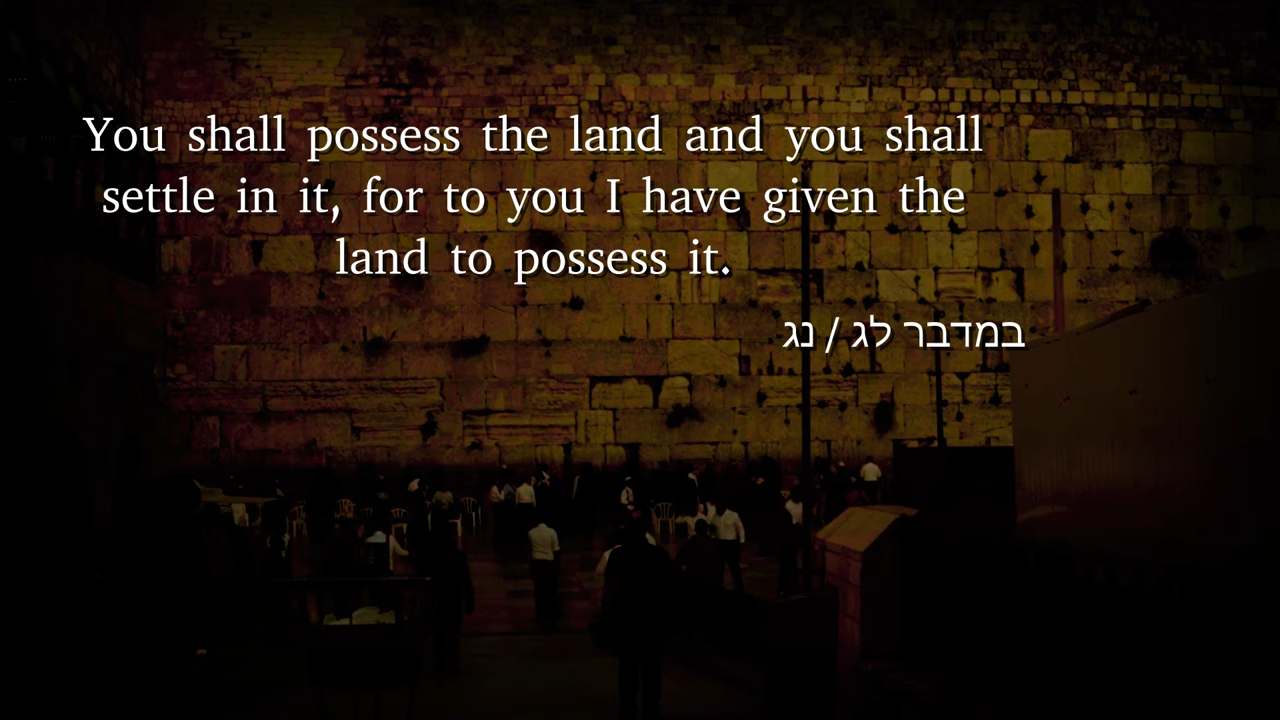 You shall possess the land and you shall
settle in it, for to you I have given the
land to possess it.
במדבר לג / נג